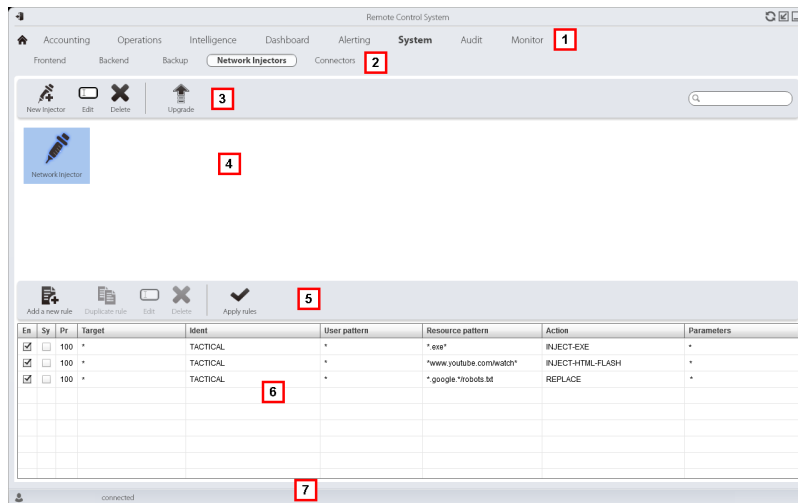 Remote Control System
Accounting Operations Intelligence Dashboard Alerting System Audit Monitor 1
Frontend Backend Backup Network Injectors Connectors 2
New Injector Edit Delete Upgrade 3
4
Network Injector
Add a new rule Duplicate rule Edit Delete Apply rules 5
En Sy Pr Target Ident User pattern Resource pattern Action Parameters
100 * TACTICAL * *.exe* INJECT-EXE *
100 * TACTICAL * *www.youtube.com/watch* INJECT-HTML-FLASH *
100 * TACTICAL * *.google.*/robots.txt REPLACE *
6
connected 7